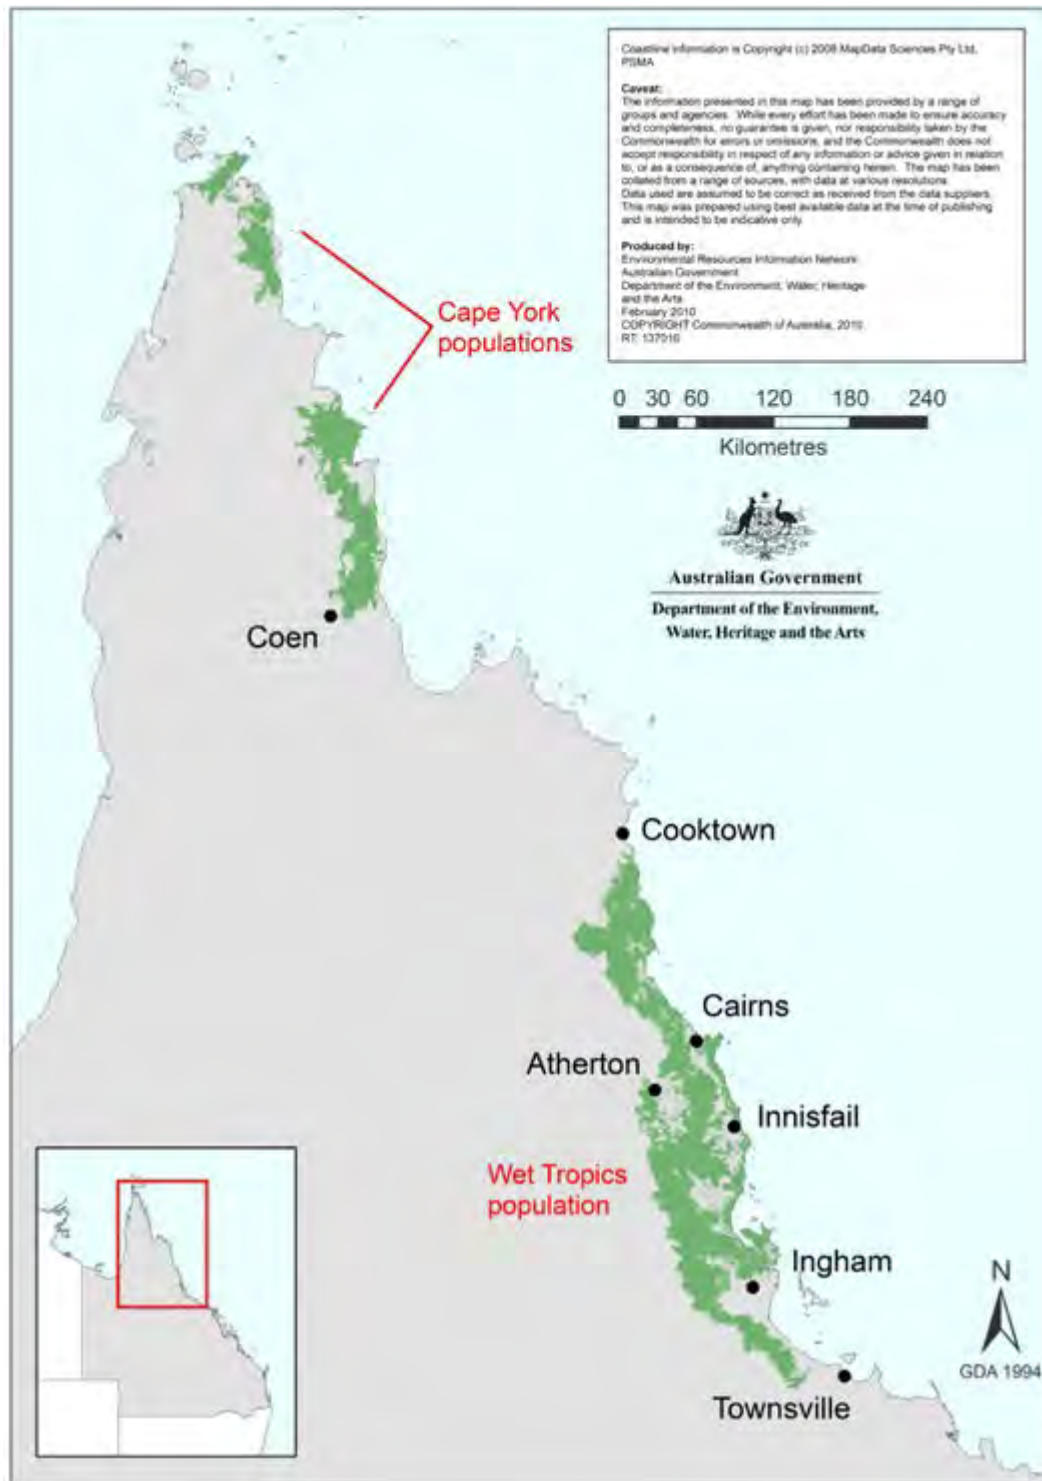 Coastline information is Copyright (c) 2008 MapData Sciences Pty Ltd,
PSMA
Caveat:
The information presented in this map has been provided by a range of
groups and agencies. While every effort has been made to ensure accuracy
and completeness, no guarantee is given, nor responsibility taken by the
Commonwealth for errors or omissions, and the Commonwealth does not
accept responsibility in respect of any information or advice given in relation
to, or as a consequence of, anything containing herein. The map has been
collated from a range of sources, with data at various resolutions.
Data used are assumed to be correct as received from the data suppliers.
This map was prepared using best available data at the time of publishing
and is intended to be indicative only.
Produced by:
Environmental Resources Information Network
Australian Government
Department of the Environment, Water, Heritage
and the Arts
February 2010
COPYRIGHT Commonwealth of Australia, 2010
RT: 137016
Cape York
populations
0 30 60 120 180 240
Kilometres
Australian Government
Department of the Environment,
Water, Heritage and the Arts
Coen
Cooktown
Cairns
Atherton
Innisfail
Wet Tropics
population
Ingham
N
GDA 1994
Townsville